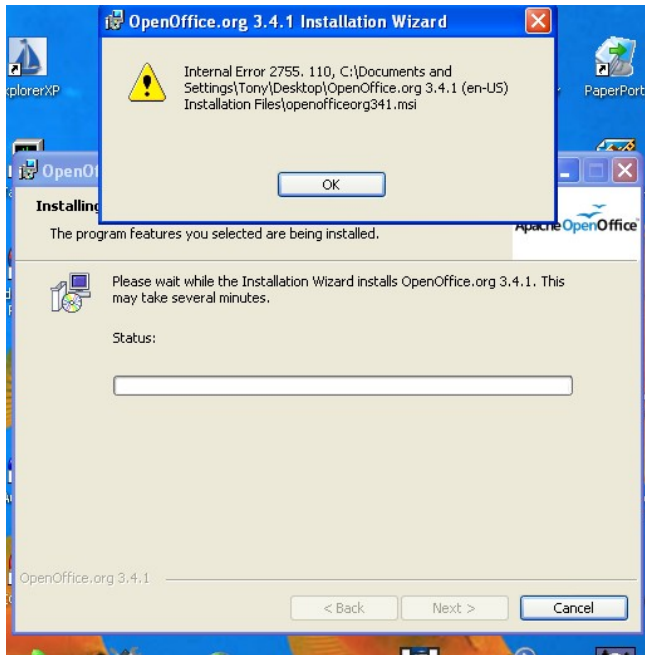 OpenOffice.org 3.4.1 Installation Wizard
Internal Error 2755. 110, C:\Documents and
Settings\Tony\Desktop\OpenOffice.org 3.4.1 (en-US)
Installation Files\openofficeorg341.msi
OK
xplorerXP
PaperPort
OpenOf
Installing
The program features you selected are being installed.
Apache OpenOffice
Please wait while the Installation Wizard installs OpenOffice.org 3.4.1. This
may take several minutes.
Status:
OpenOffice.org 3.4.1
< Back
Next >
Cancel